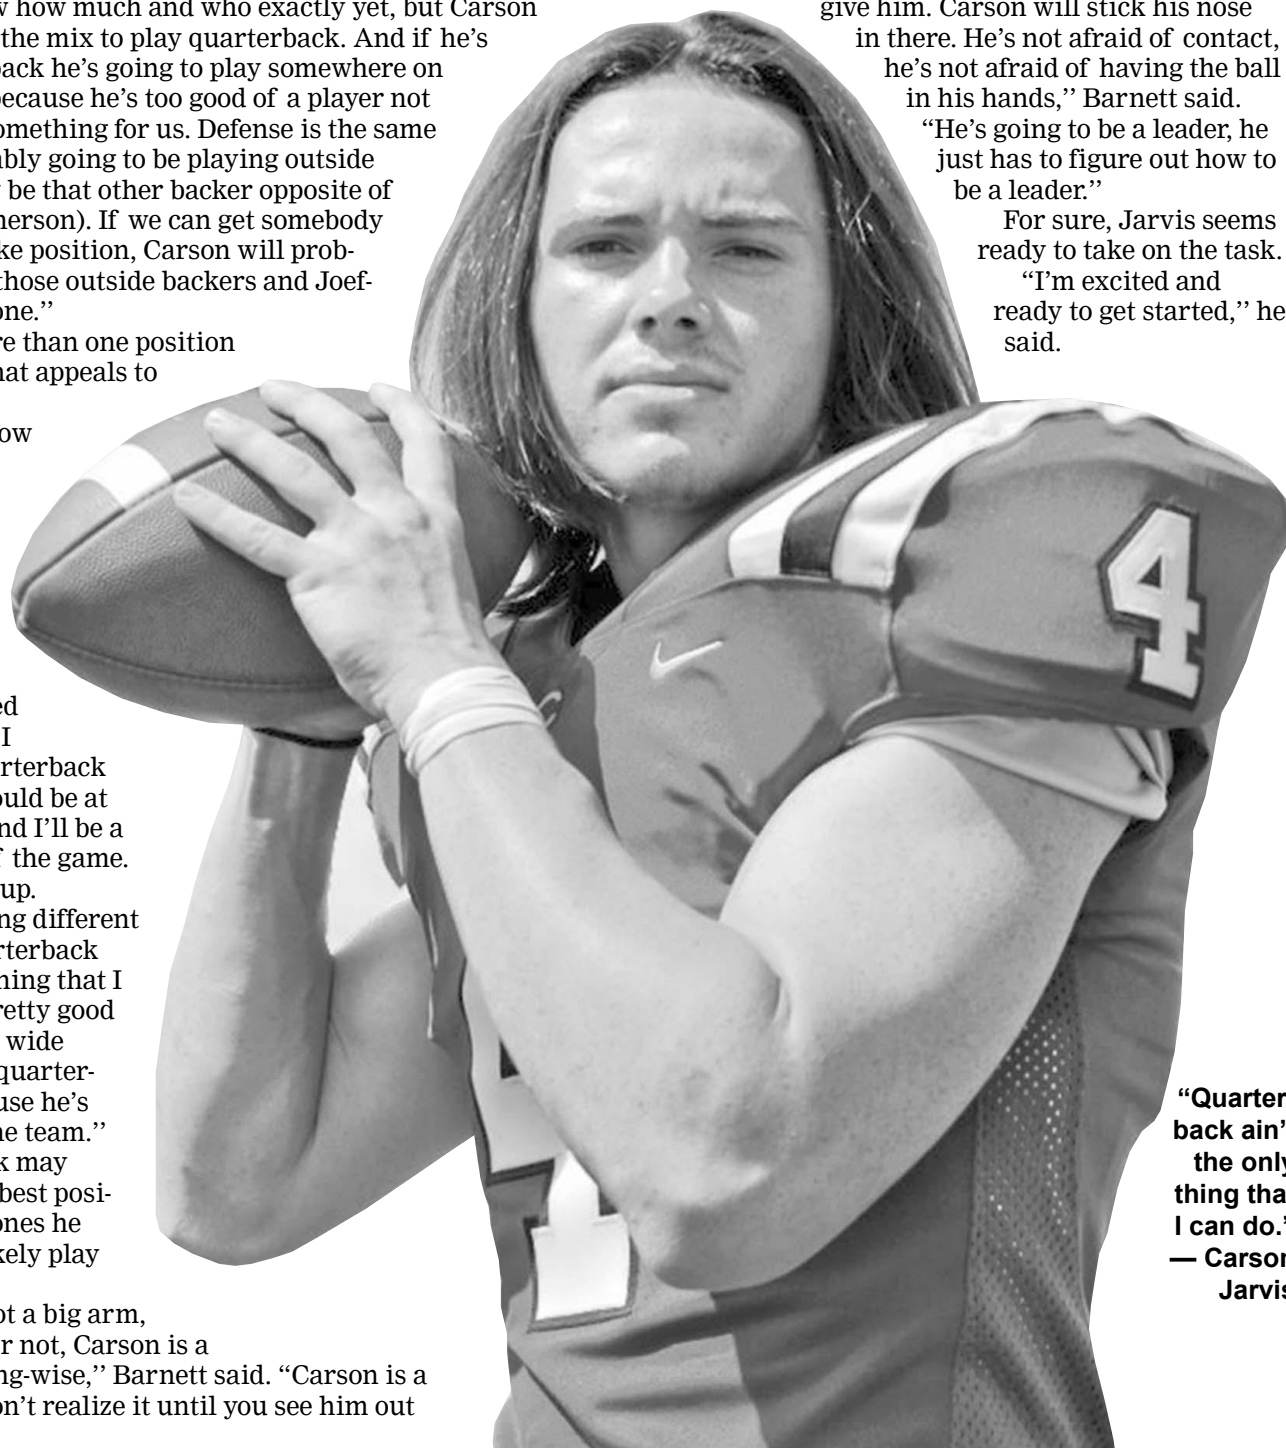 w how much and who exactly yet, but Carson
the mix to play quarterback. And if he’s
back he’s going to play somewhere on
because he’s too good of a player not
omething for us. Defense is the same
bly going to be playing outside
be that other backer opposite of
herson). If we can get somebody
ke position, Carson will prob-
those outside backers and Joef-
one.’’
re than one position
hat appeals to
ow
ed
I
rterback
ould be at
nd I’ll be a
f the game.
up.
ng different
rterback
hing that I
retty good
wide
quarter-
use he’s
he team.’’
k may
best posi-
ones he
kely play
ot a big arm,
r not, Carson is a
ng-wise,’’ Barnett said. “Carson is a
on’t realize it until you see him out
give him. Carson will stick his nose
in there. He’s not afraid of contact,
he’s not afraid of having the ball
in his hands,’’ Barnett said.
“He’s going to be a leader, he
just has to figure out how to
be a leader.’’
For sure, Jarvis seems
ready to take on the task.
“I’m excited and
ready to get started,’’ he
said.
4
“Quarter
back ain’
the only
thing tha
I can do.’
— Carson
Jarvis